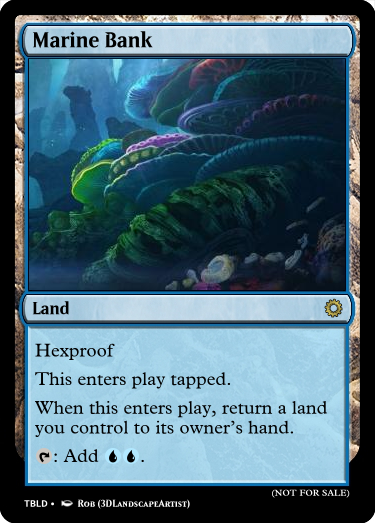 Marine Bank
Land
Hexproof
This enters play tapped.
When this enters play, return a land
you control to its owner's hand.
: Add .
(NOT FOR SALE)
TBLD • Rob (3DLandscapeArtist)